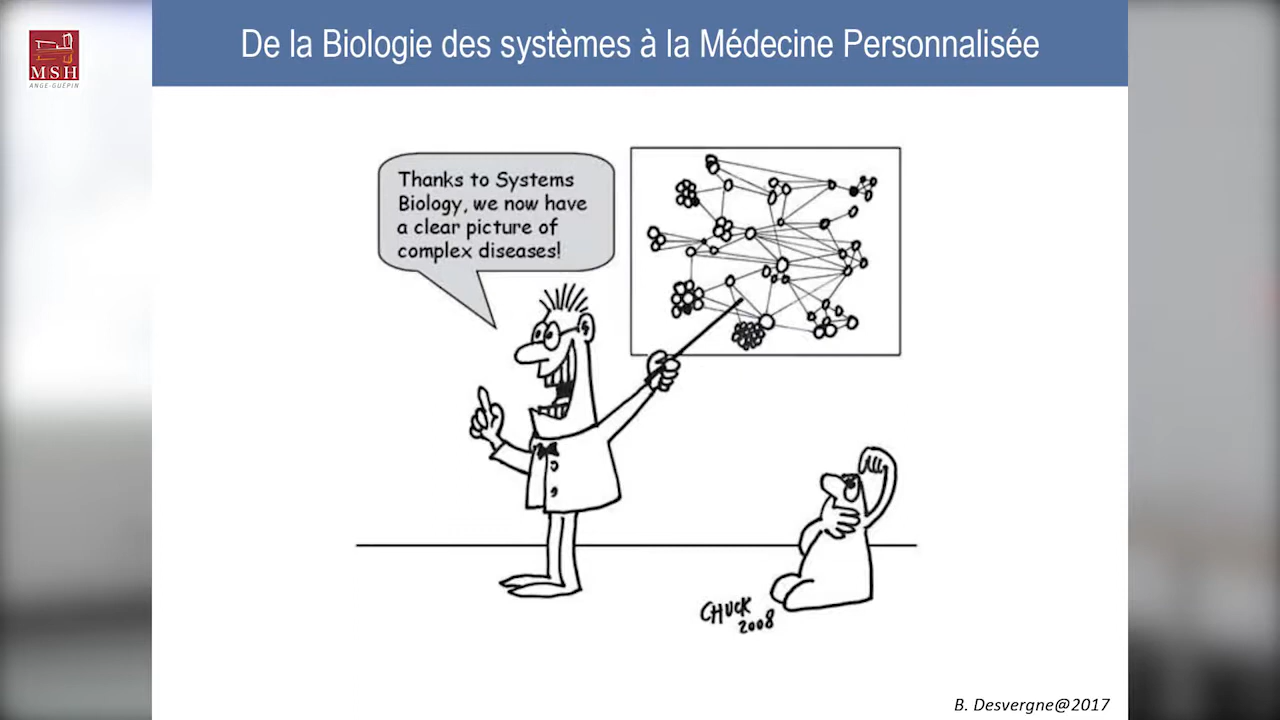 MSH
ANGE-GUÉPIN
De la Biologie des systèmes à la Médecine Personnalisée
Thanks to Systems
Biology, we now have
a clear picture of
complex diseases!
CHUCK
2008
B. Desvergne@2017